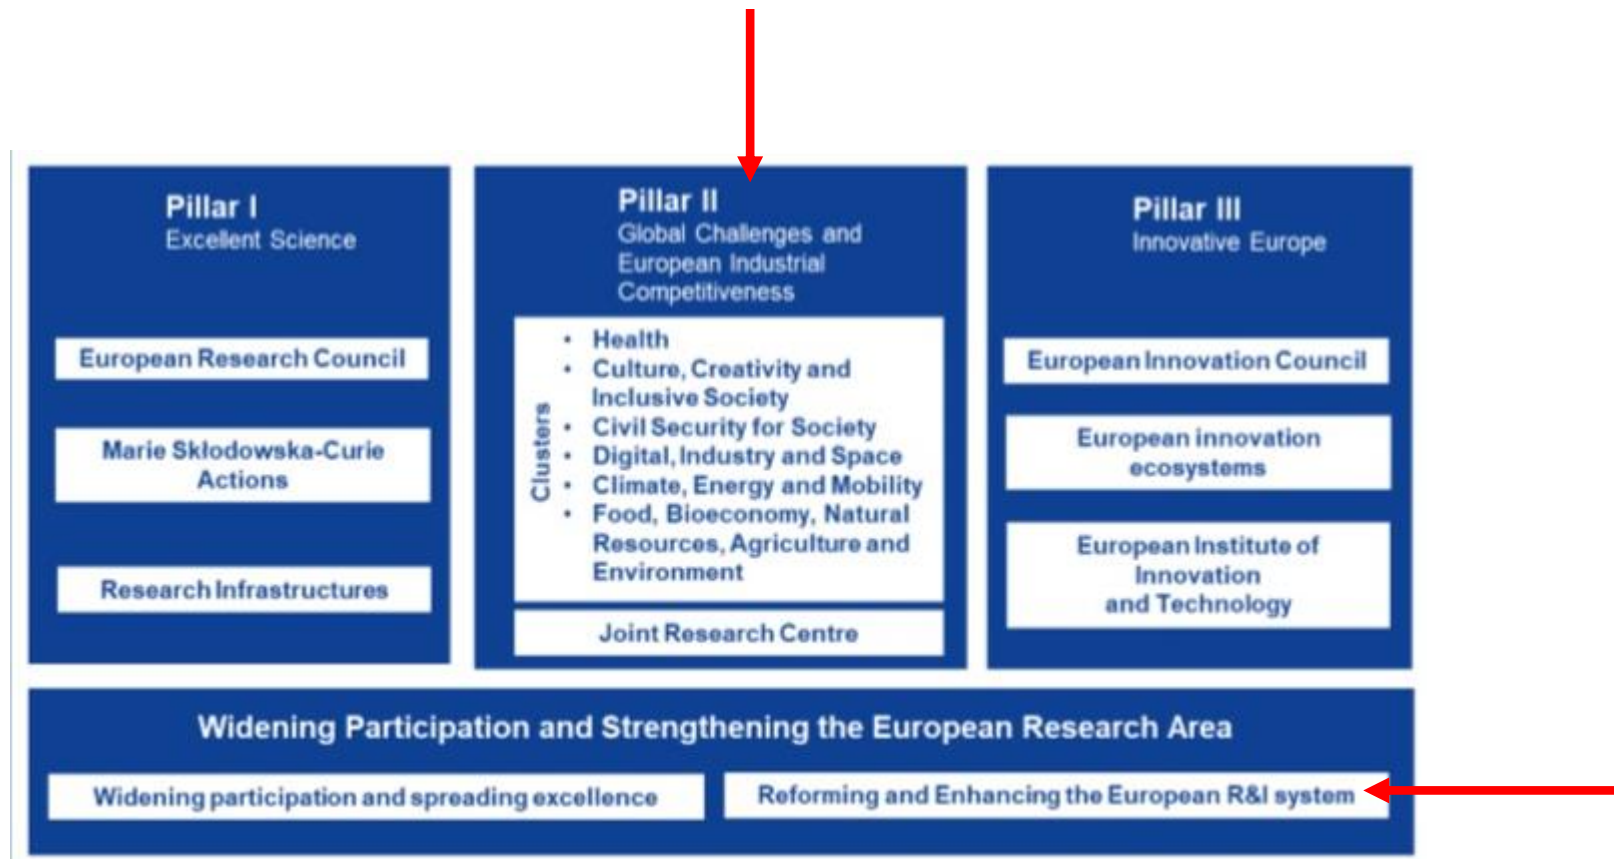 Pillar I
Excellent Science
European Research Council
Marie Skłodowska-Curie
Actions
Research Infrastructures
Pillar II
Global Challenges and
European Industrial
Competitiveness
Clusters
• Health
• Culture, Creativity and
Inclusive Society
• Civil Security for Society
• Digital, Industry and Space
• Climate, Energy and Mobility
• Food, Bioeconomy, Natural
Resources, Agriculture and
Environment
Joint Research Centre
Pillar III
Innovative Europe
European Innovation Council
European innovation
ecosystems
European Institute of
Innovation
and Technology
Widening Participation and Strengthening the European Research Area
Widening participation and spreading excellence
Reforming and Enhancing the European R&I system